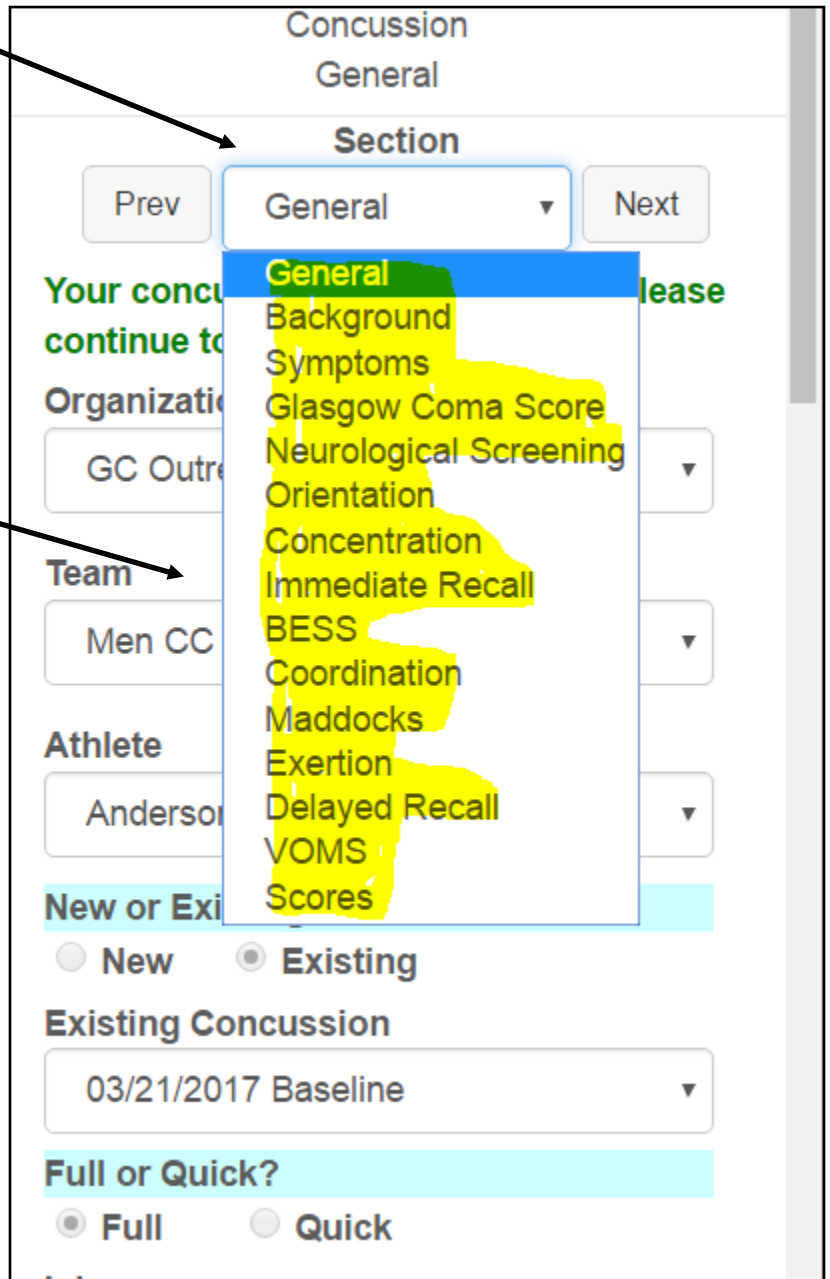 Concussion
General
Section
Prev
General
Next
General
Your concu
lease
Background
continue to
Symptoms
Organizatio
Glasgow Coma Score
Neurological Screening
GC Outre
Orientation
Concentration
Team
Immediate Recall
BESS
Men CC
Coordination
Maddocks
Athlete
Exertion
Anderson
Delayed Recall
VOMS
New or Exi
Scores
New
Existing
Existing Concussion
03/21/2017 Baseline
Full or Quick?
Full
Quick